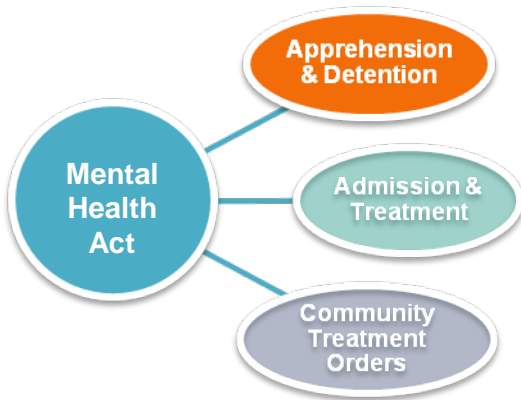 Apprehension
& Detention
Mental
Health
Act
Admission &
Treatment
Community
Treatment
Orders